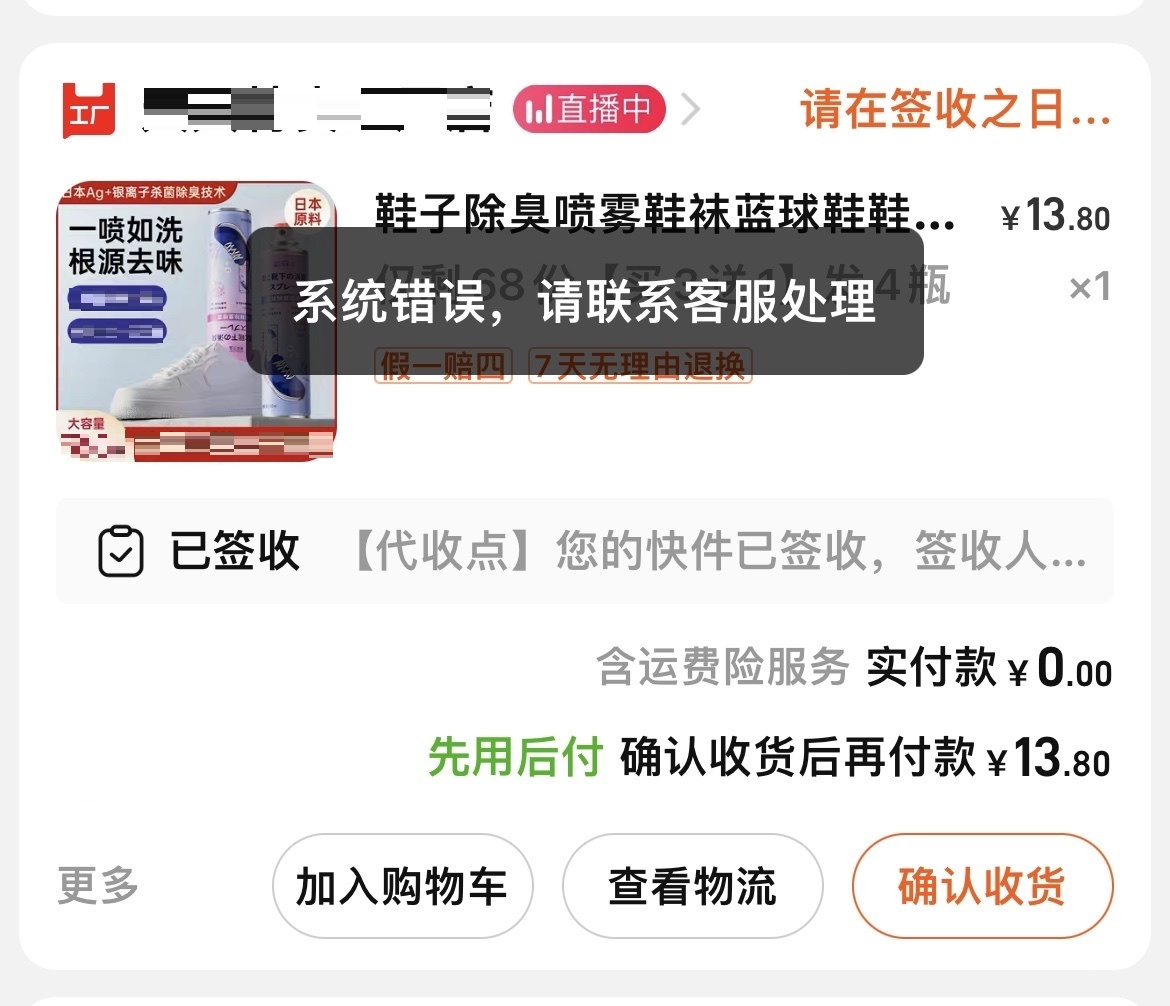 工厂
直播中
请在签收之日...
日本Ag+银离子杀菌除臭技术
日本
原料
一喷如洗
根源去味
大容量
鞋子除臭喷雾鞋袜蓝球鞋鞋...
¥13.80
仅剩68份【买3送1】发4瓶
×1
系统错误，请联系客服处理
假一赔四
7天无理由退换
已签收
【代收点】您的快件已签收，签收人...
含运费险服务 实付款 ¥0.00
先用后付 确认收货后再付款 ¥13.80
更多
加入购物车
查看物流
确认收货